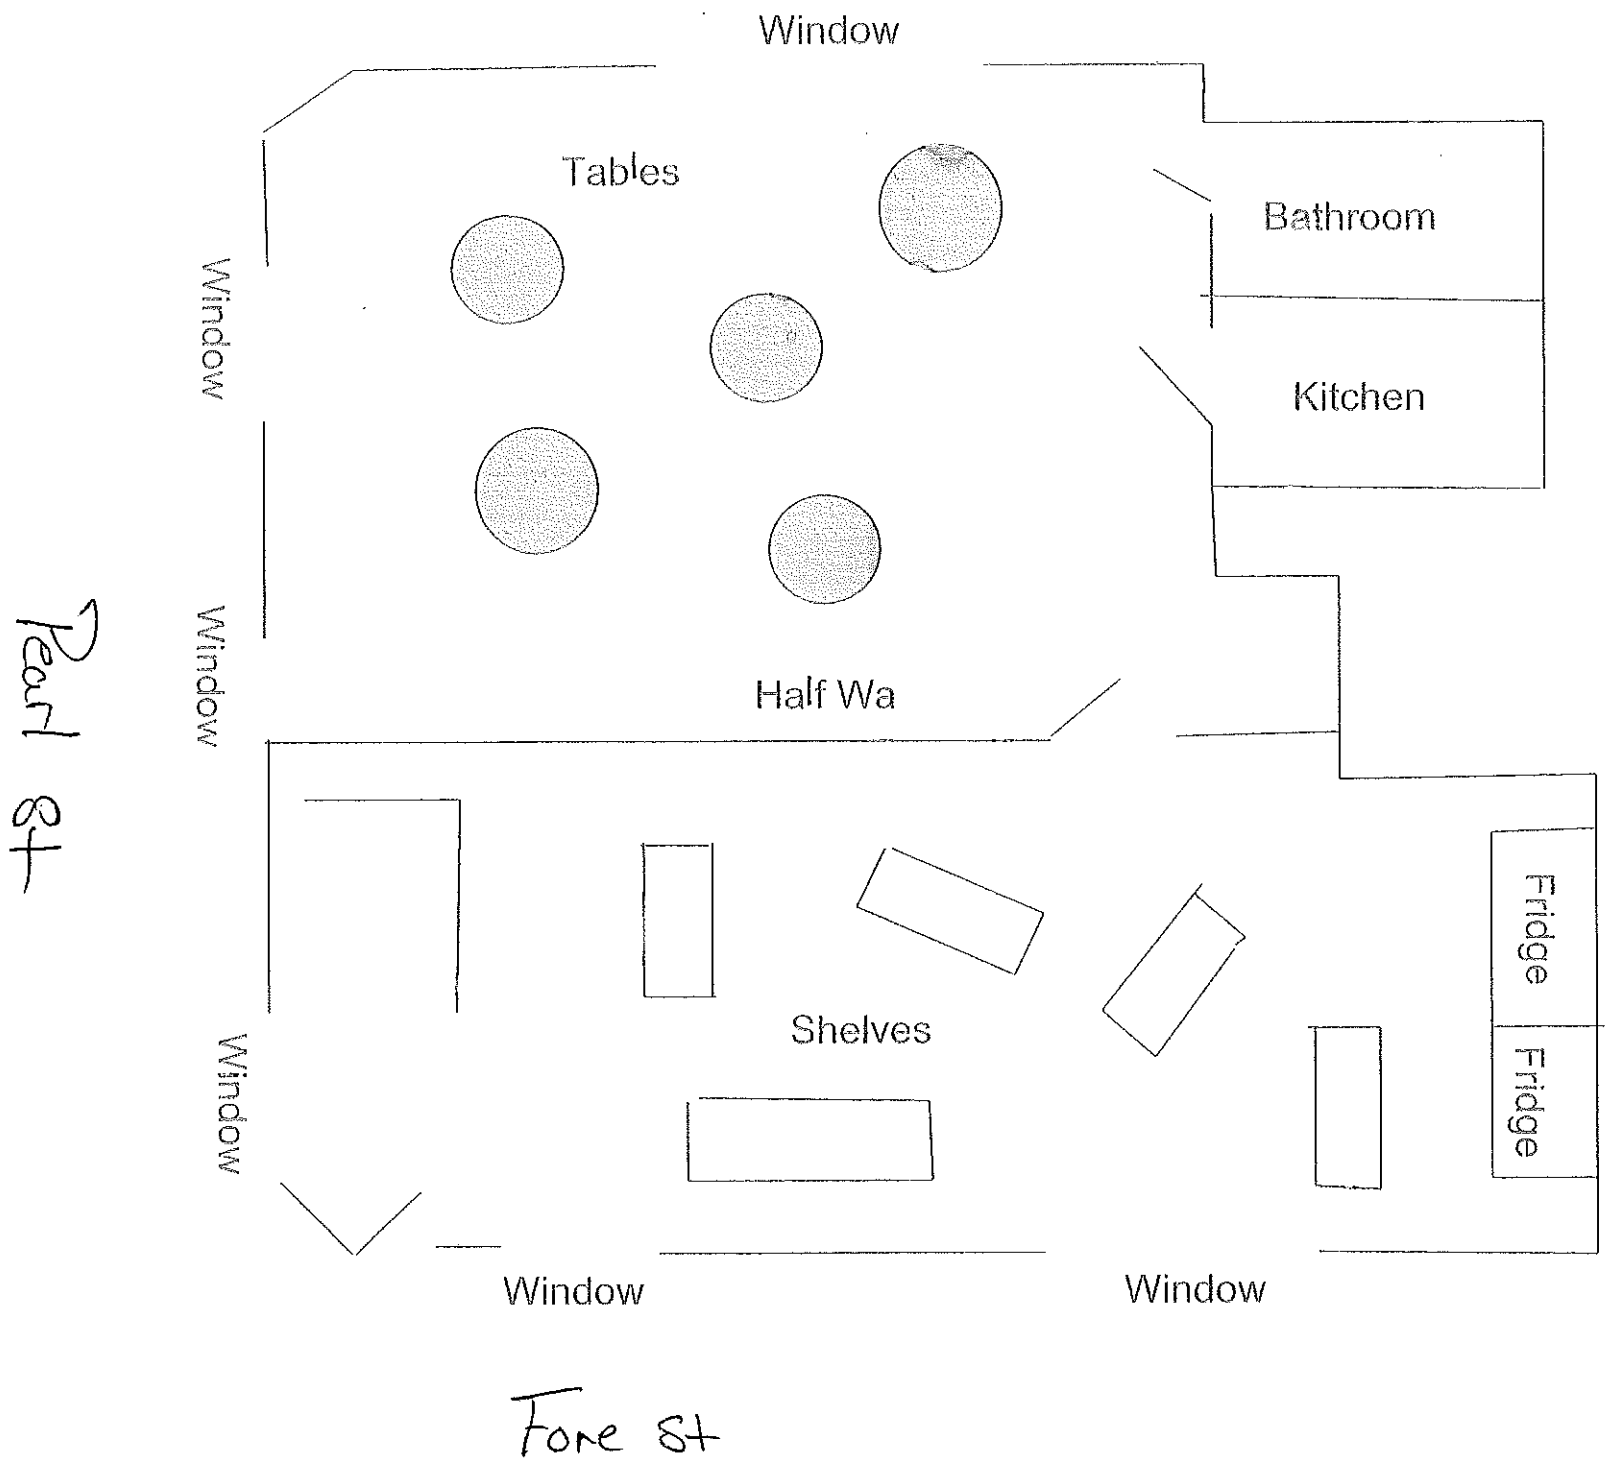 Window
Tables
Bathroom
Window
Kitchen
Pearl St
Window
Half Wa
Fridge
Shelves
Window
Fridge
Window
Window
Fore St